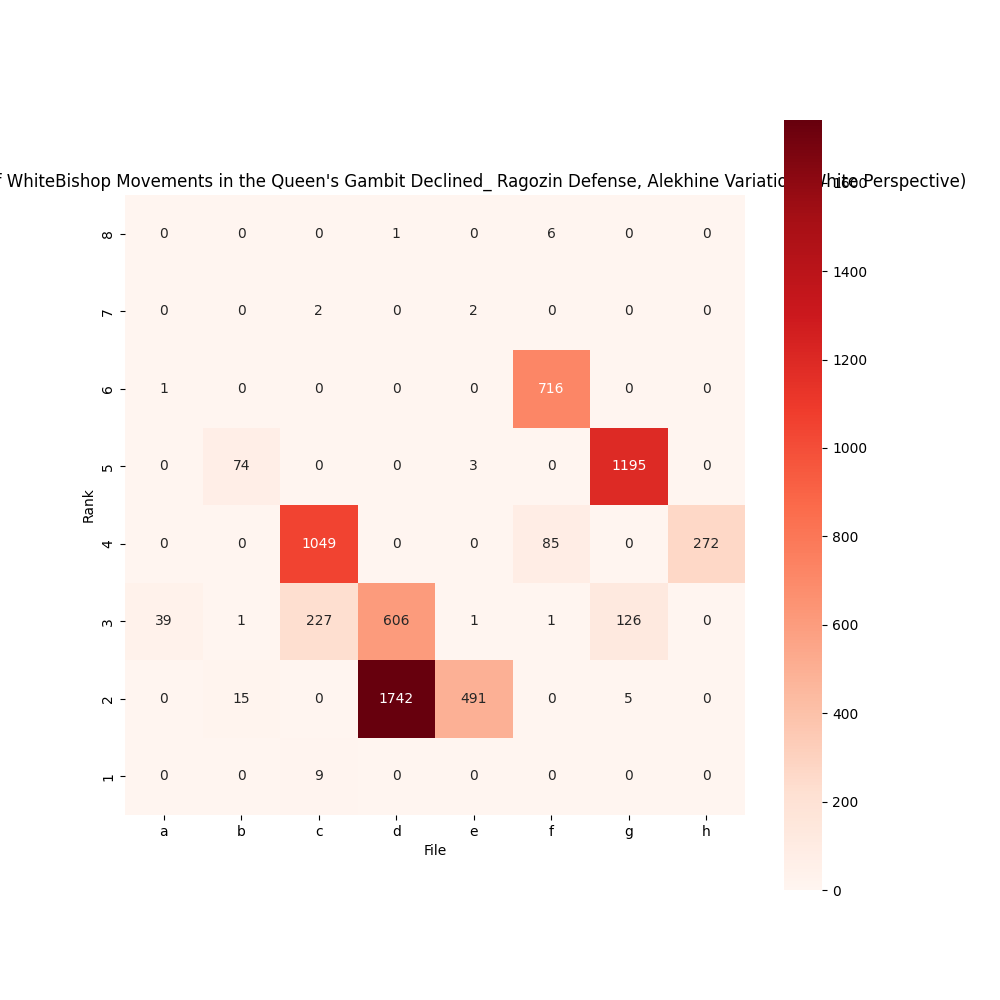 WhiteBishop Movements in the Queen's Gambit Declined_ Ragozin Defense, Alekhine Variation Perspective)
8 0 0 0 1 0 6 0 0
7 0 0 2 0 2 0 0 0
6 1 0 0 0 0 716 0 0
5 0 74 0 0 3 0 1195 0
4 0 0 1049 0 0 85 0 272
3 39 1 227 606 1 1 126 0
2 0 15 0 1742 491 0 5 0
1 0 0 9 0 0 0 0 0
a b c d e f g h
File
Rank
1600
1400
1200
1000
800
600
400
200
0